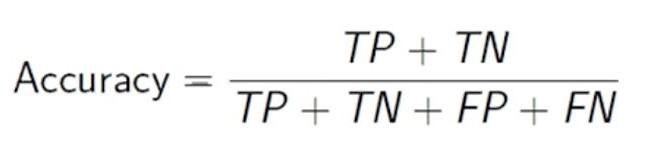 Accuracy = TP + TN
TP + TN + FP + FN